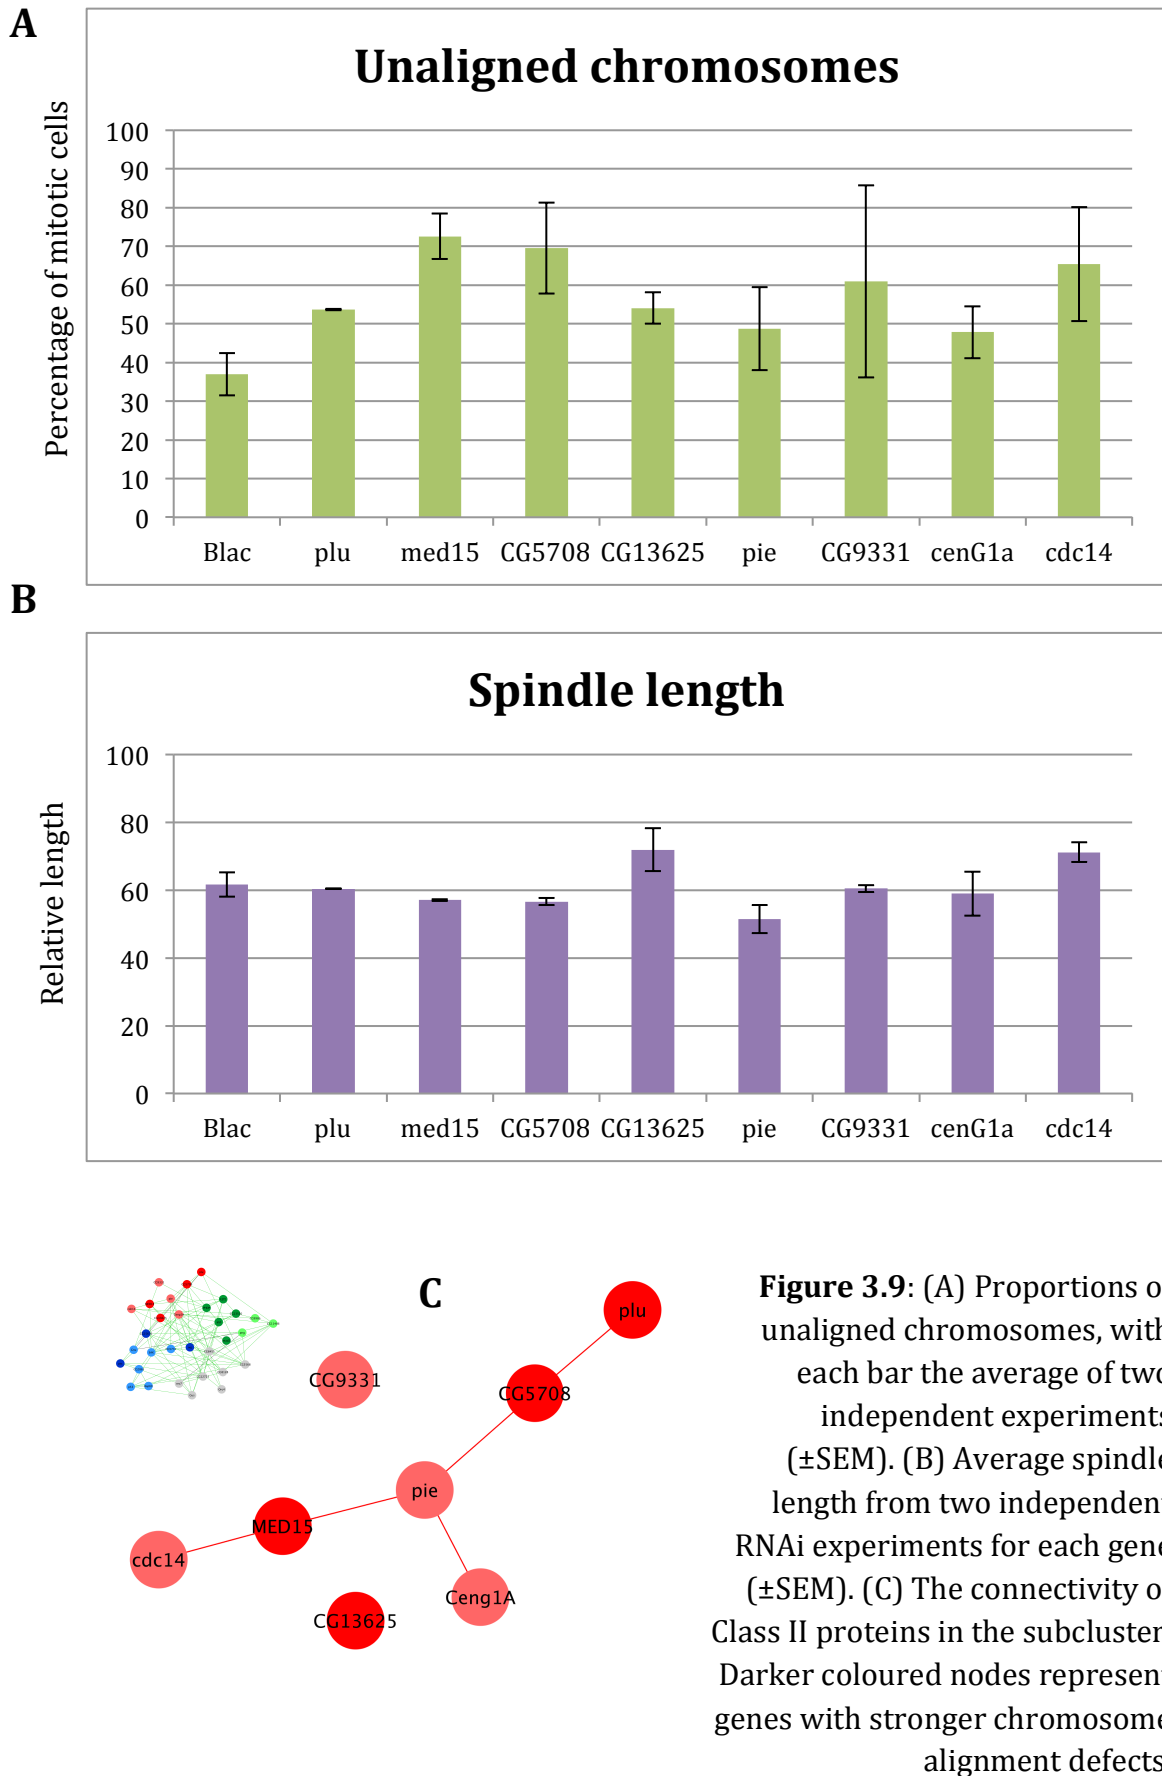 A
Unaligned chromosomes
Percentage of mitotic cells
100
90
80
70
60
50
40
30
20
10
0
Blac plu med15 CG5708 CG13625 pie CG9331 cenG1a cdc14
B
Spindle length
Relative length
100
80
60
40
20
0
Blac plu med15 CG5708 CG13625 pie CG9331 cenG1a cdc14
C
plu
CG9331
CG5708
pie
MED15
cdc14
Ceng1A
CG13625
Figure 3.9: (A) Proportions o
unaligned chromosomes, with
each bar the average of two
independent experiments
(±SEM). (B) Average spindle
length from two independent
RNAi experiments for each gene
(±SEM). (C) The connectivity o
Class II proteins in the subcluster
Darker coloured nodes represent
genes with stronger chromosome
alignment defects